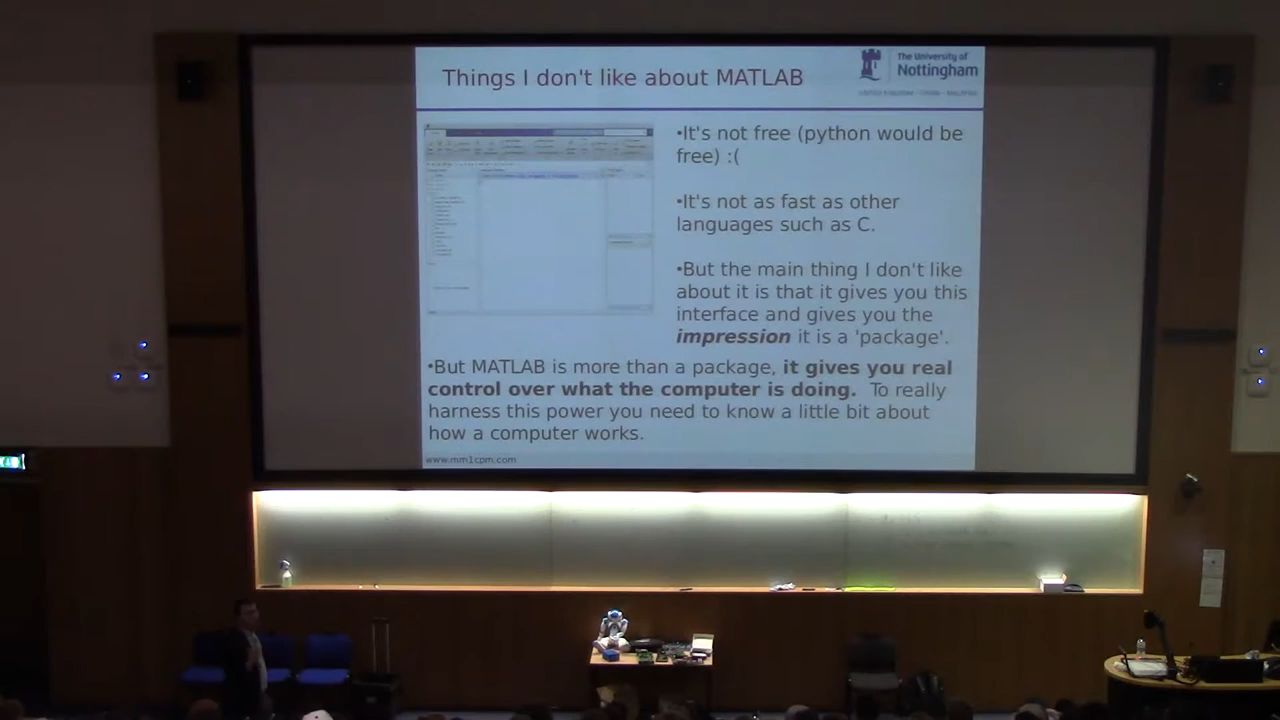 Things I don't like about MATLAB
The University of
Nottingham
UNITED KINGDOM · CHINA · MALAYSIA
•It's not free (python would be
free) :(
•It's not as fast as other
languages such as C.
•But the main thing I don't like
about it is that it gives you this
interface and gives you the
impression it is a 'package'.
•But MATLAB is more than a package, it gives you real
control over what the computer is doing. To really
harness this power you need to know a little bit about
how a computer works.
www.mm1cpm.com